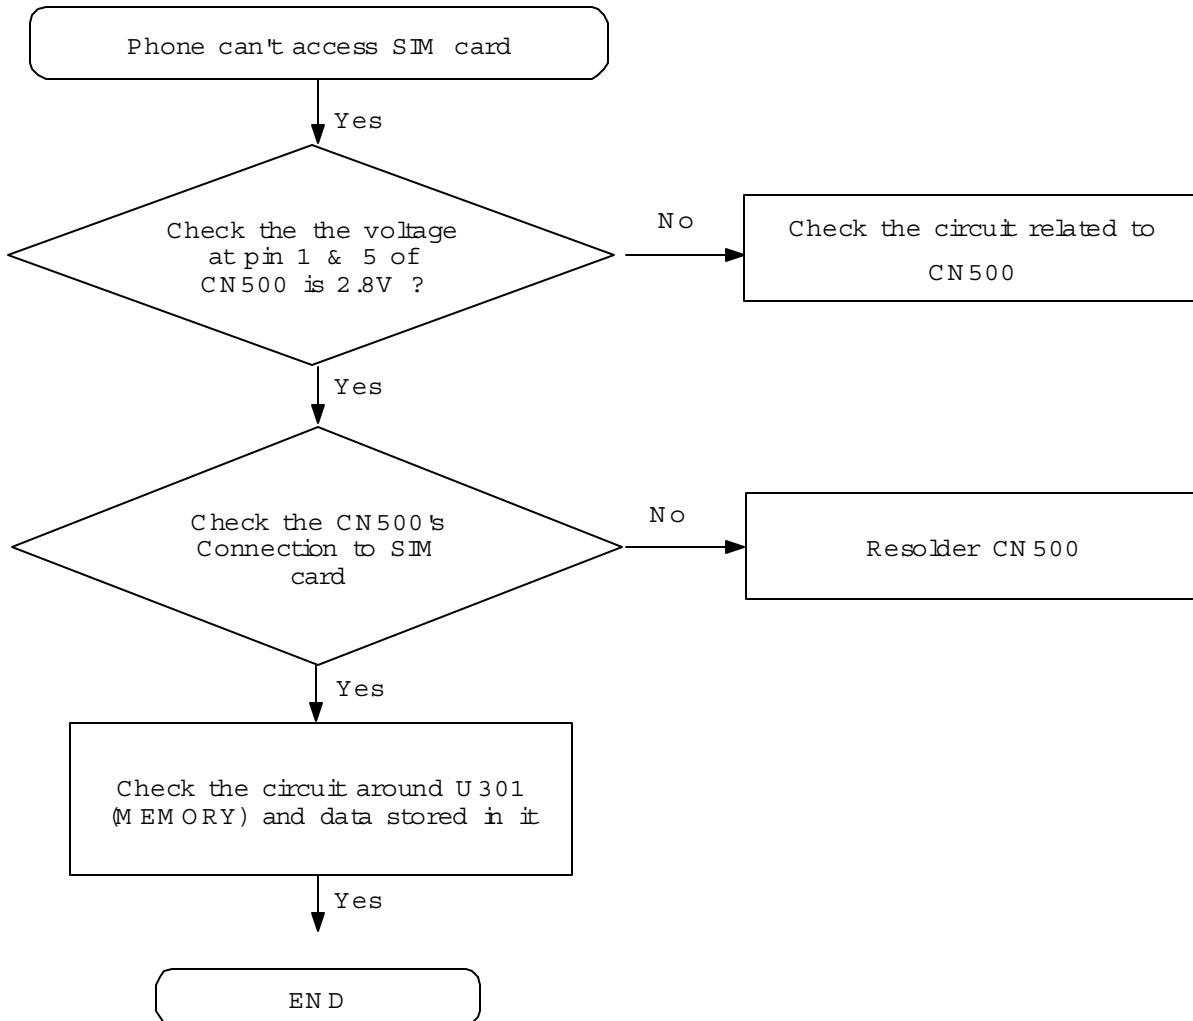 Phone can't access SIM card
Yes
Check the the voltage
at pin 1 & 5 of
CN500 is 2.8V ?
No
Check the circuit related to
CN500
Yes
Check the CN500's
Connection to SIM
card
No
Resolder CN500
Yes
Check the circuit around U301
(MEMORY) and data stored in it
Yes
END